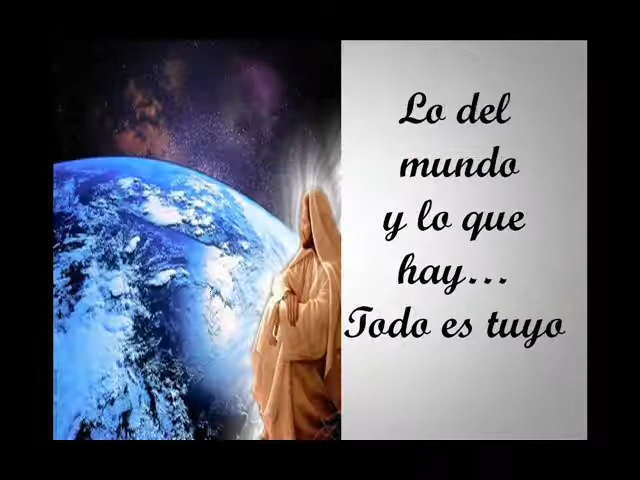 Lo del
mundo
y lo que
hay...
Todo es tuyo